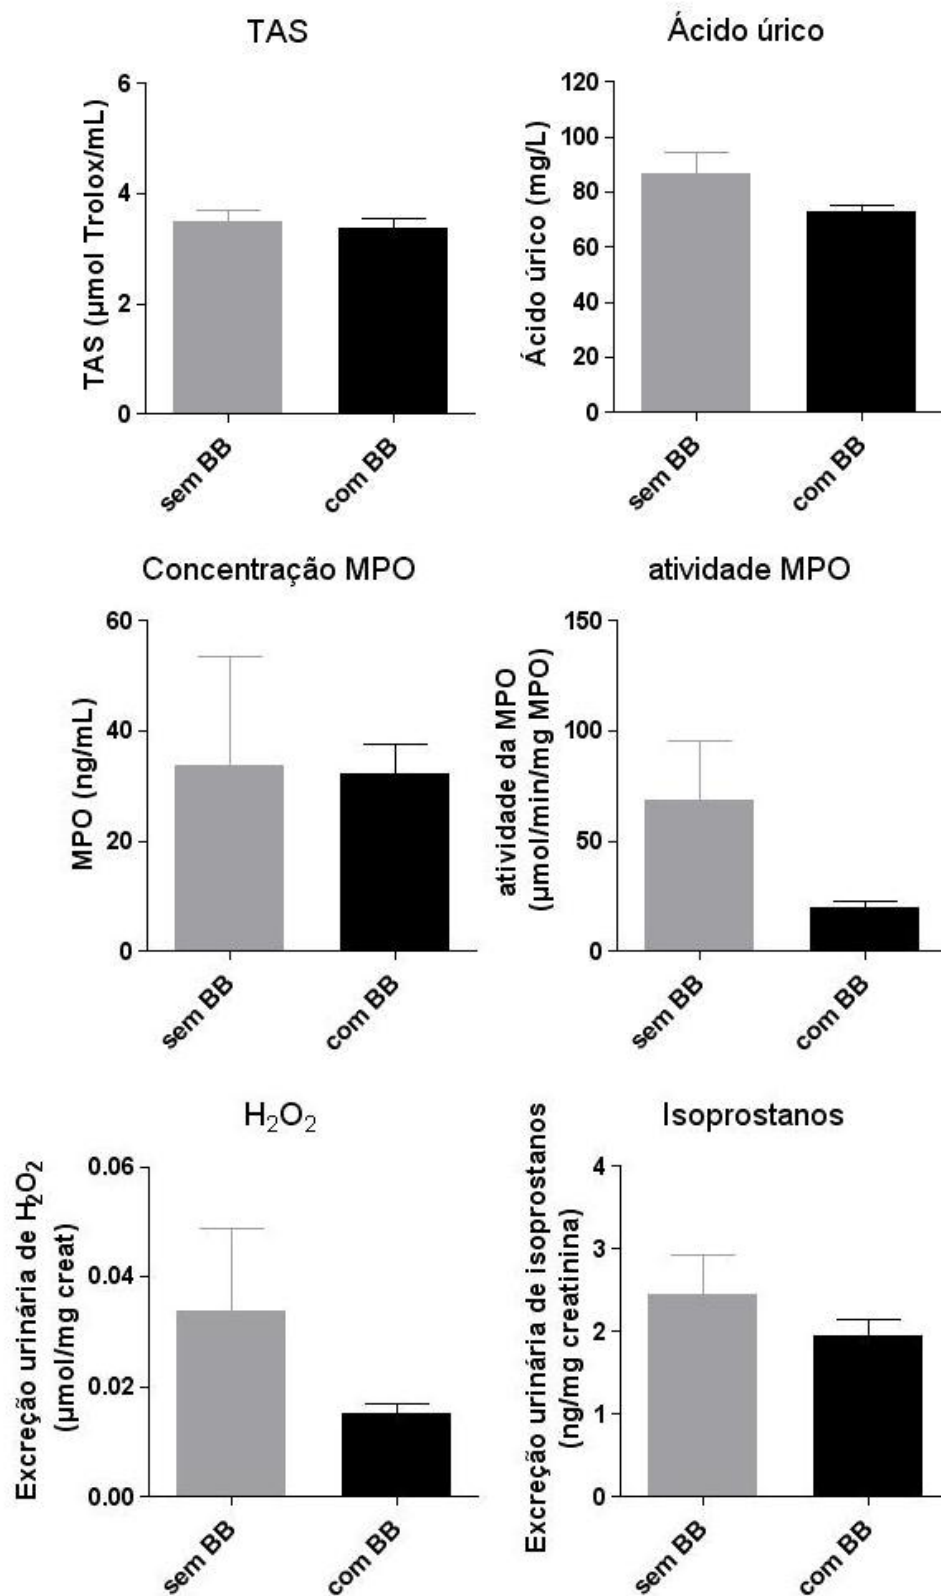 TAS
TAS (µmol Trolox/mL)
6
4
2
0
sem BB
com BB
Ácido úrico
Ácido úrico (mg/L)
120
100
80
60
40
20
0
sem BB
com BB
Concentração MPO
MPO (ng/mL)
60
40
20
0
sem BB
com BB
atividade MPO
atividade da MPO
(µmol/min/mg MPO)
150
100
50
0
sem BB
com BB
H₂O₂
Excreção urinária de H₂O₂
(µmol/mg creat)
0.06
0.04
0.02
0.00
sem BB
com BB
Isoprostanos
Excreção urinária de isoprostanos
(ng/mg creatinina)
4
3
2
1
0
sem BB
com BB